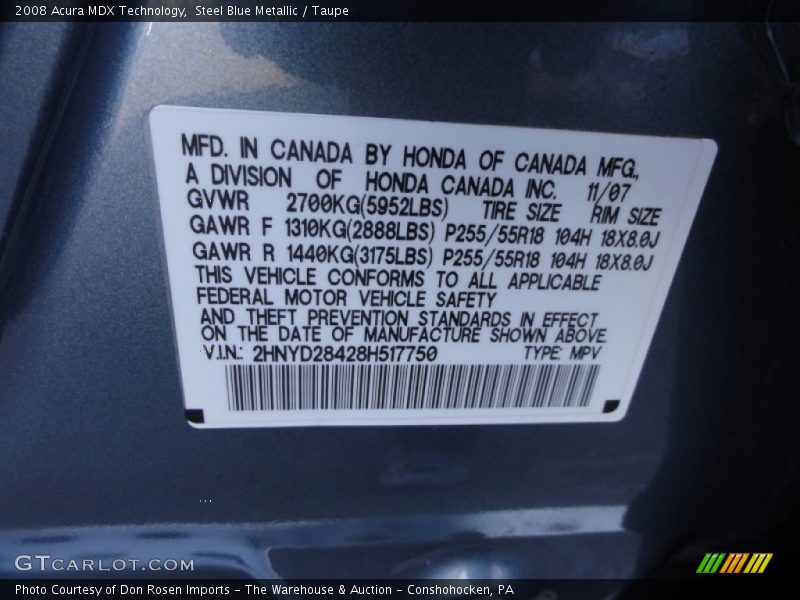 2008 Acura MDX Technology, Steel Blue Metallic / Taupe
MFD. IN CANADA BY HONDA OF CANADA MFG.,
A DIVISION OF HONDA CANADA INC. 11/07
GVWR 2700KG(5952LBS) TIRE SIZE RIM SIZE
GAWR F 1310KG(2888LBS) P255/55R18 104H 18X8.0J
GAWR R 1440KG(3175LBS) P255/55R18 104H 18X8.0J
THIS VEHICLE CONFORMS TO ALL APPLICABLE
FEDERAL MOTOR VEHICLE SAFETY
AND THEFT PREVENTION STANDARDS IN EFFECT
ON THE DATE OF MANUFACTURE SHOWN ABOVE.
V.I.N.: 2HNYD28428H517750 TYPE: MPV
GTCARLOT.COM
Photo Courtesy of Don Rosen Imports - The Warehouse & Auction - Conshohocken, PA